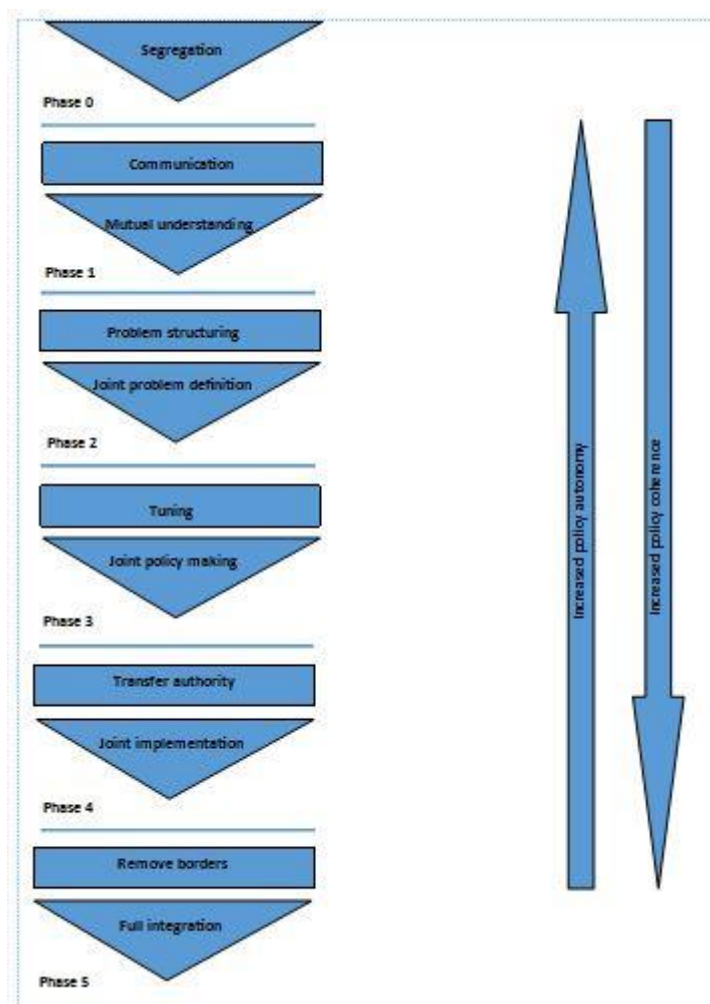 Segregation
Phase 0
Communication
Mutual understanding
Phase 1
Problem structuring
Joint problem definition
Phase 2
Tuning
Joint policy making
Phase 3
Transfer authority
Joint implementation
Phase 4
Remove borders
Full integration
Phase 5
Increased policy autonomy
Increased policy coherence